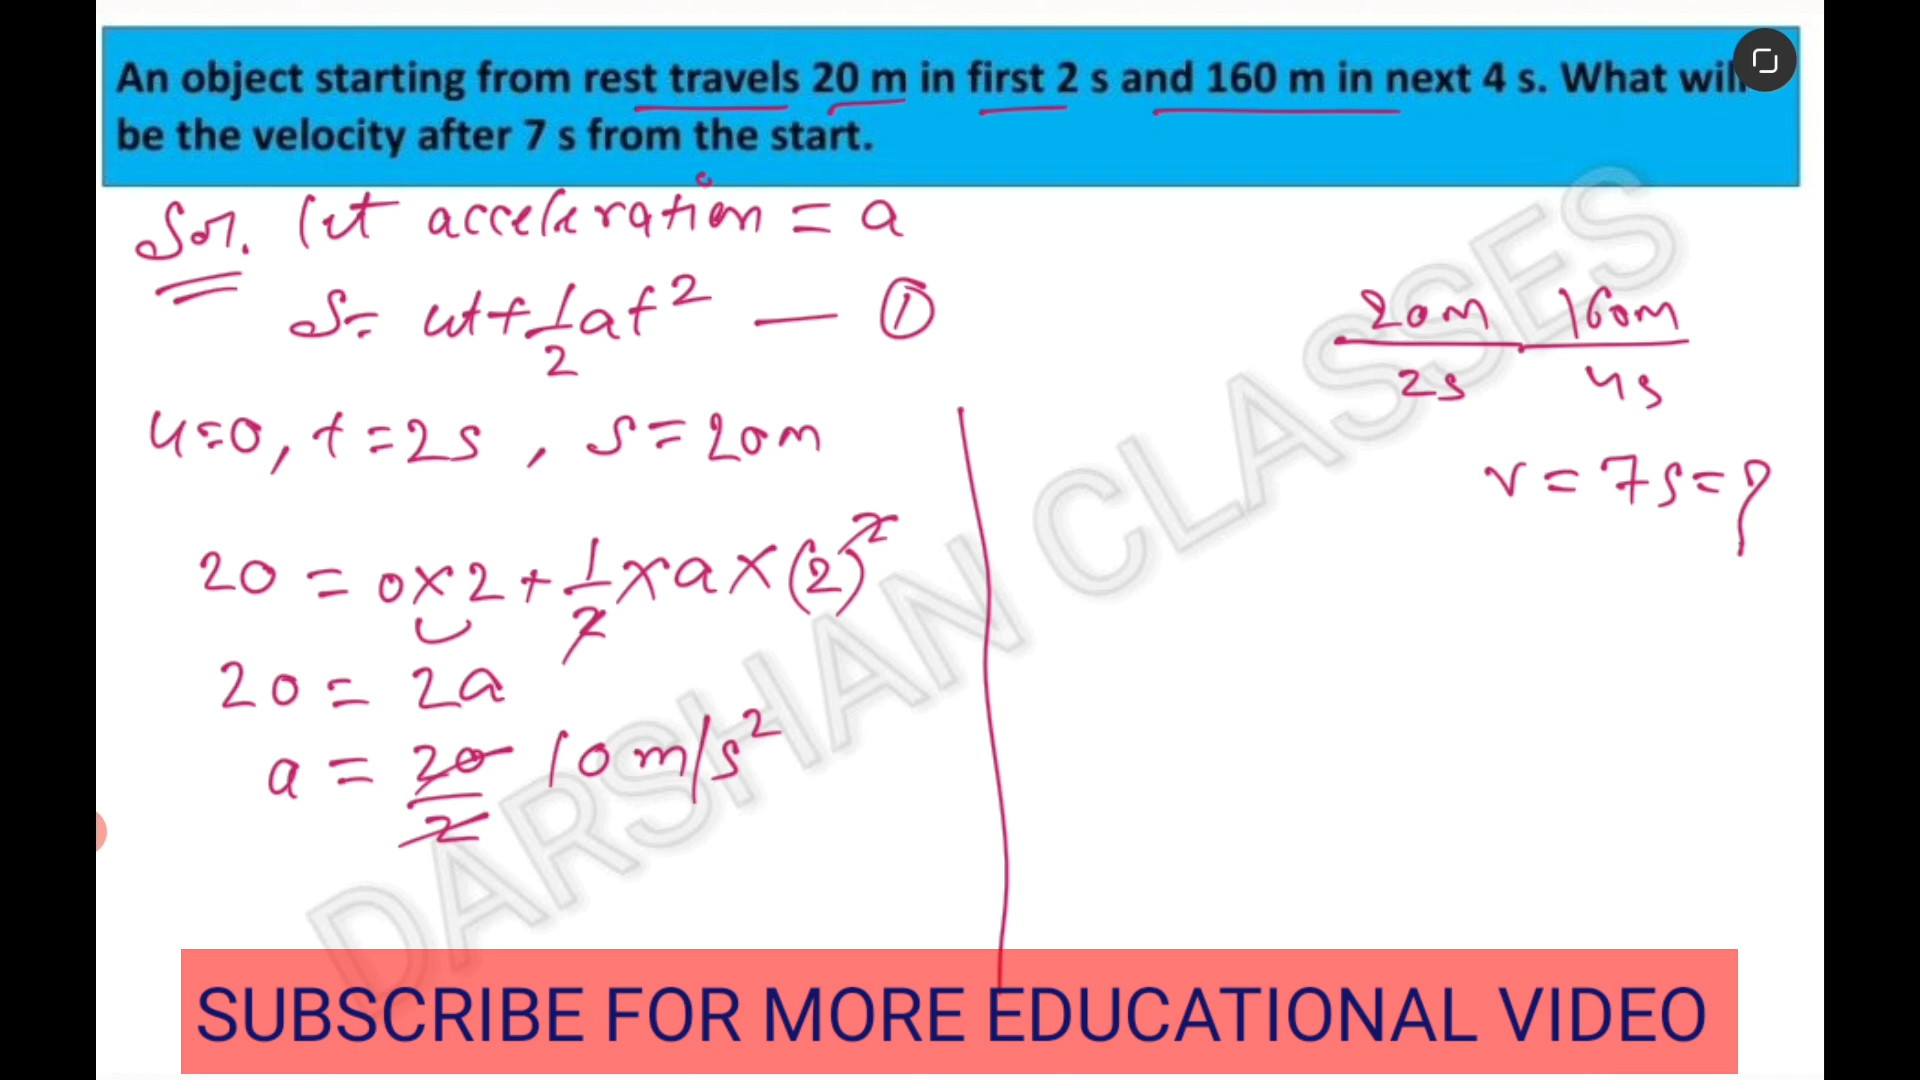 An object starting from rest travels 20 m in first 2 s and 160 m in next 4 s. What will
be the velocity after 7 s from the start.
Sol. let acceleration = a
S = ut + 1/2 at² — ①
u=0, t=2s, s=20m
20 = 0×2 + 1/2 × a × (2)²
20 = 2a
a = 20/2 10 m/s²
20m 160m
2s 4s
v = 7s = ?
DARSHAN CLASSES
SUBSCRIBE FOR MORE EDUCATIONAL VIDEO